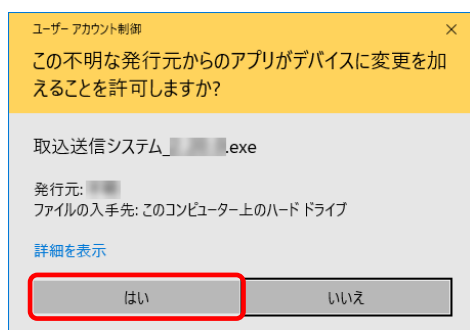 ユーザー アカウント制御
この不明な発行元からのアプリがデバイスに変更を加
えることを許可しますか?
取込送信システム_ .exe
発行元:
ファイルの入手先: このコンピューター上のハード ドライブ
詳細を表示
はい
いいえ